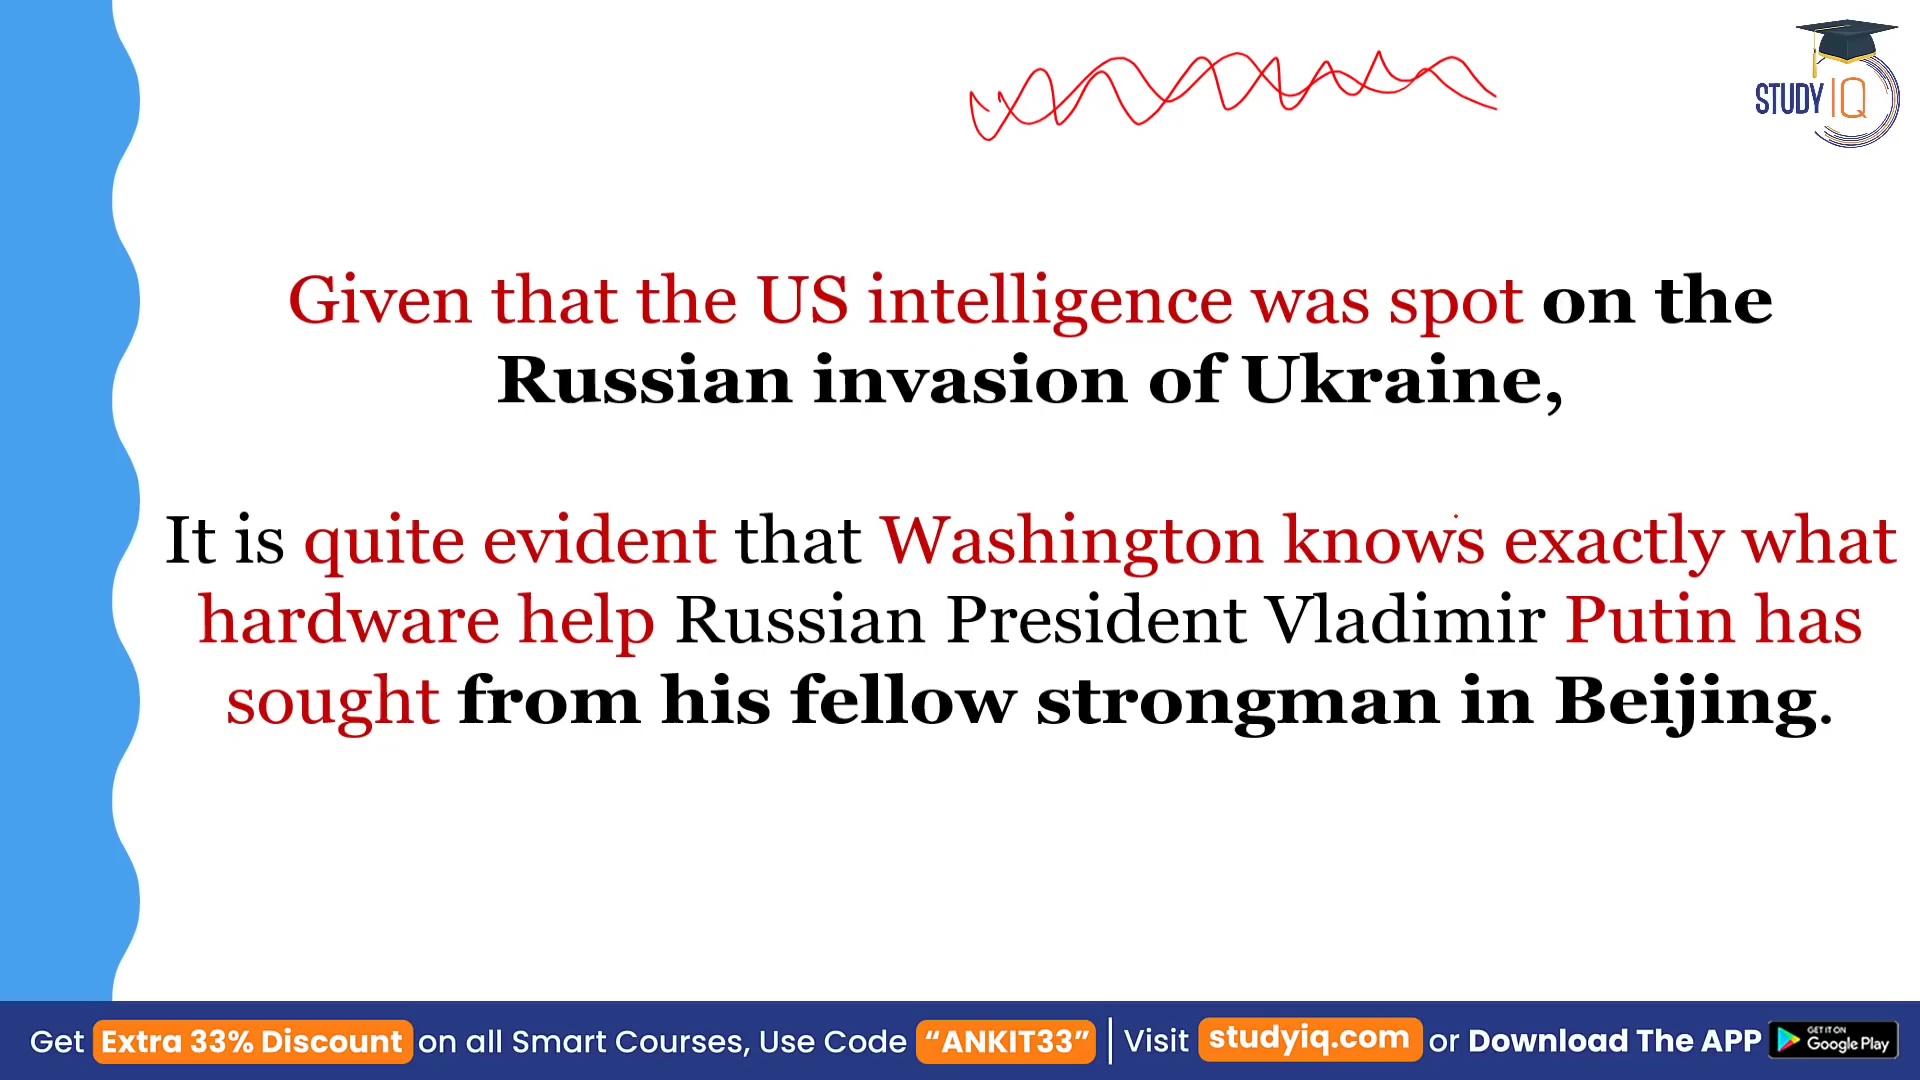 STUDY IQ
Given that the US intelligence was spot on the
Russian invasion of Ukraine,
It is quite evident that Washington knows exactly what
hardware help Russian President Vladimir Putin has
sought from his fellow strongman in Beijing.
Get Extra 33% Discount on all Smart Courses, Use Code “ANKIT33” | Visit studyiq.com or Download The APP GET IT ON Google Play